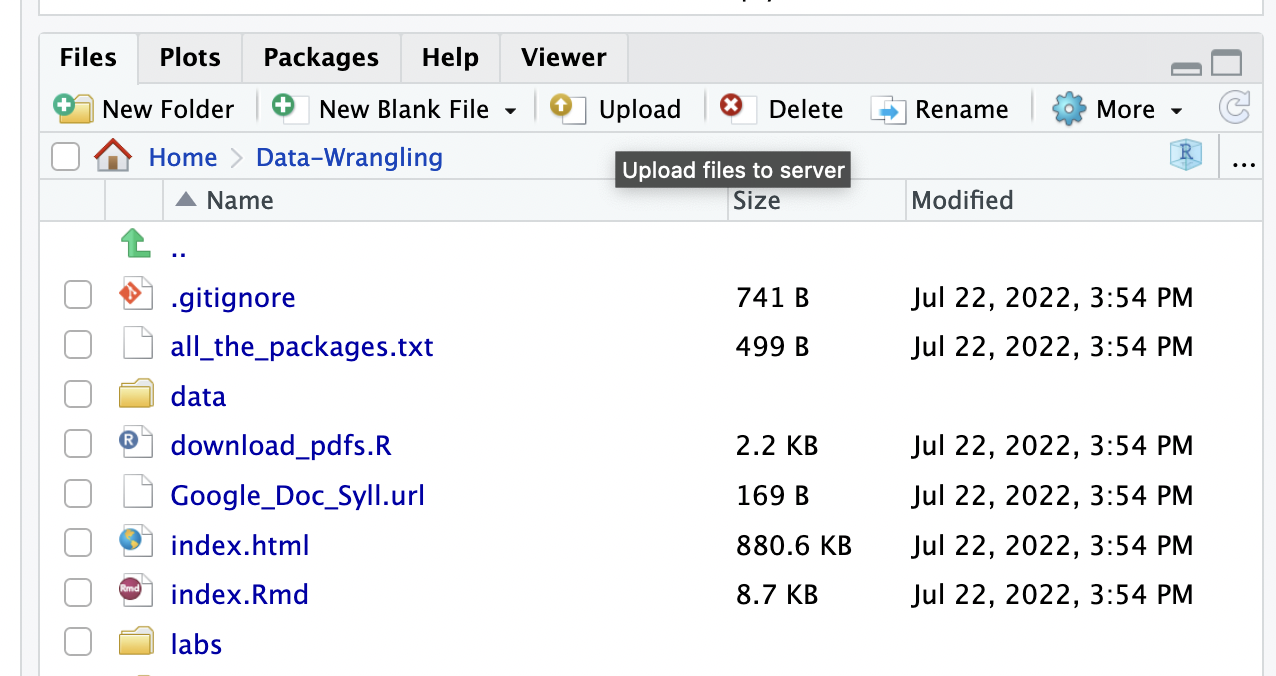 Files Plots Packages Help Viewer
New Folder New Blank File Upload Delete Rename More
Home Data-Wrangling R ...
Upload files to server
Name Size Modified
..
.gitignore 741 B Jul 22, 2022, 3:54 PM
all_the_packages.txt 499 B Jul 22, 2022, 3:54 PM
data
R download_pdfs.R 2.2 KB Jul 22, 2022, 3:54 PM
Google_Doc_Syll.url 169 B Jul 22, 2022, 3:54 PM
index.html 880.6 KB Jul 22, 2022, 3:54 PM
Rmd index.Rmd 8.7 KB Jul 22, 2022, 3:54 PM
labs